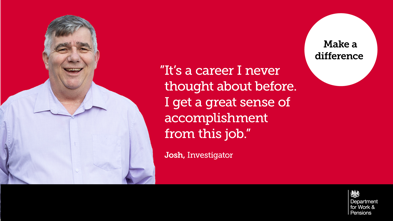 Make a
difference
“It’s a career I never
thought about before.
I get a great sense of
accomplishment
from this job.”
Josh, Investigator
Department
for Work &
Pensions